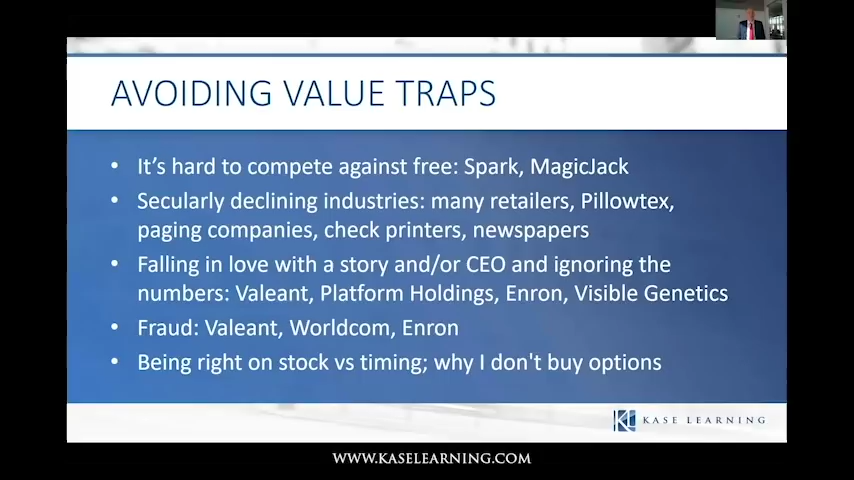 AVOIDING VALUE TRAPS
• It’s hard to compete against free: Spark, MagicJack
• Secularly declining industries: many retailers, Pillowtex,
paging companies, check printers, newspapers
• Falling in love with a story and/or CEO and ignoring the
numbers: Valeant, Platform Holdings, Enron, Visible Genetics
• Fraud: Valeant, Worldcom, Enron
• Being right on stock vs timing; why I don't buy options
KASE LEARNING
WWW.KASELEARNING.COM